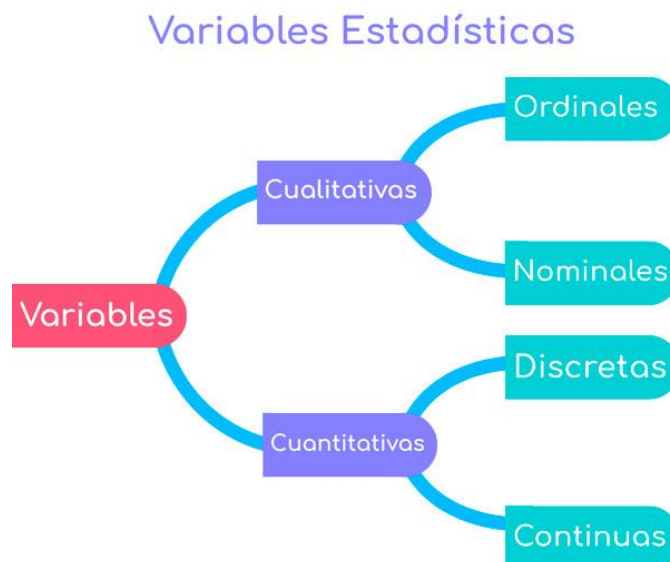 Variables Estadísticas
Ordinales
Cualitativas
Nominales
Variables
Discretas
Cuantitativas
Continuas